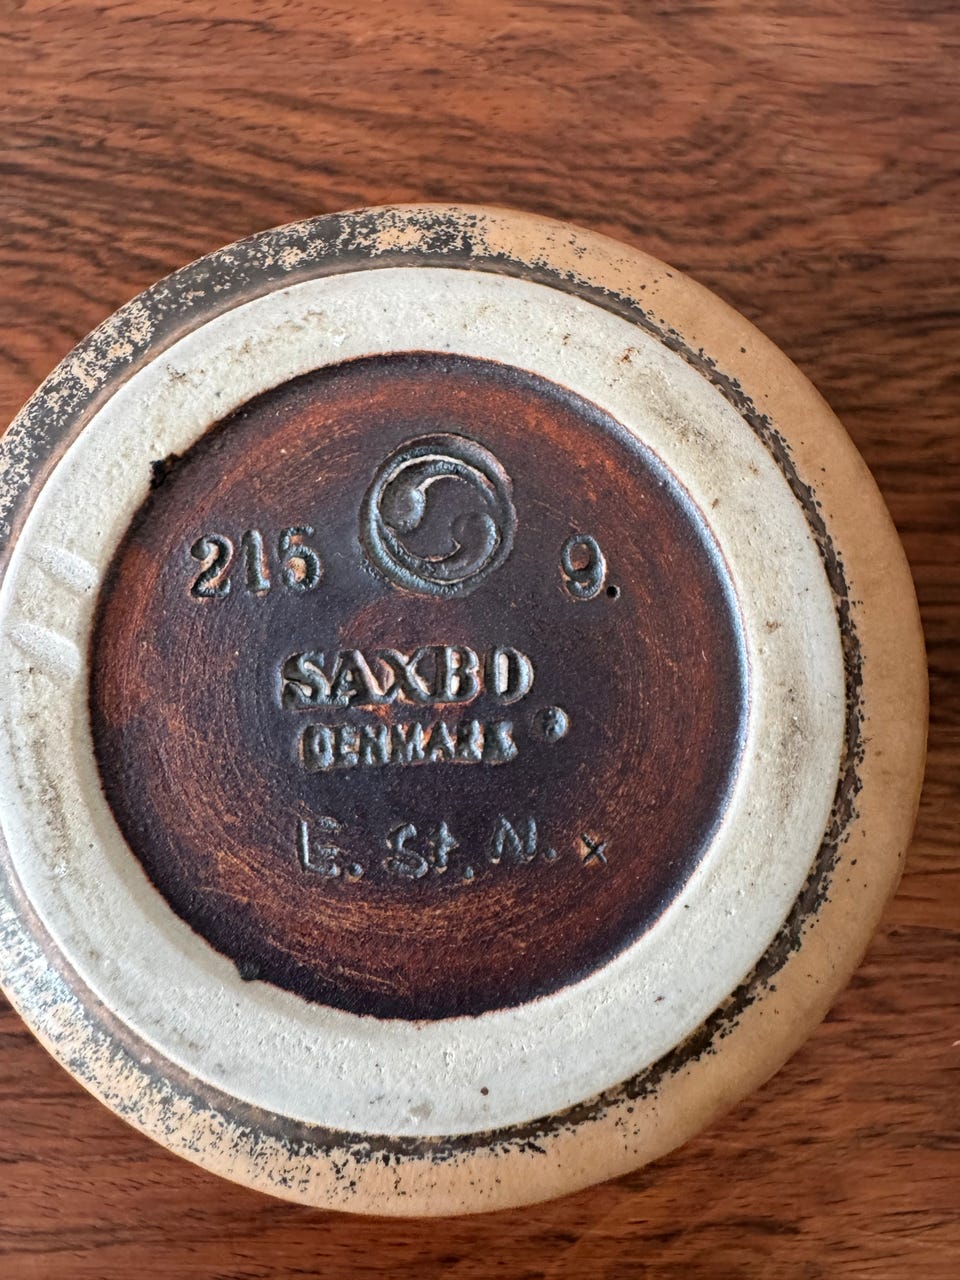 215 9.
SAXBO
DENMARK
E. St. N. x